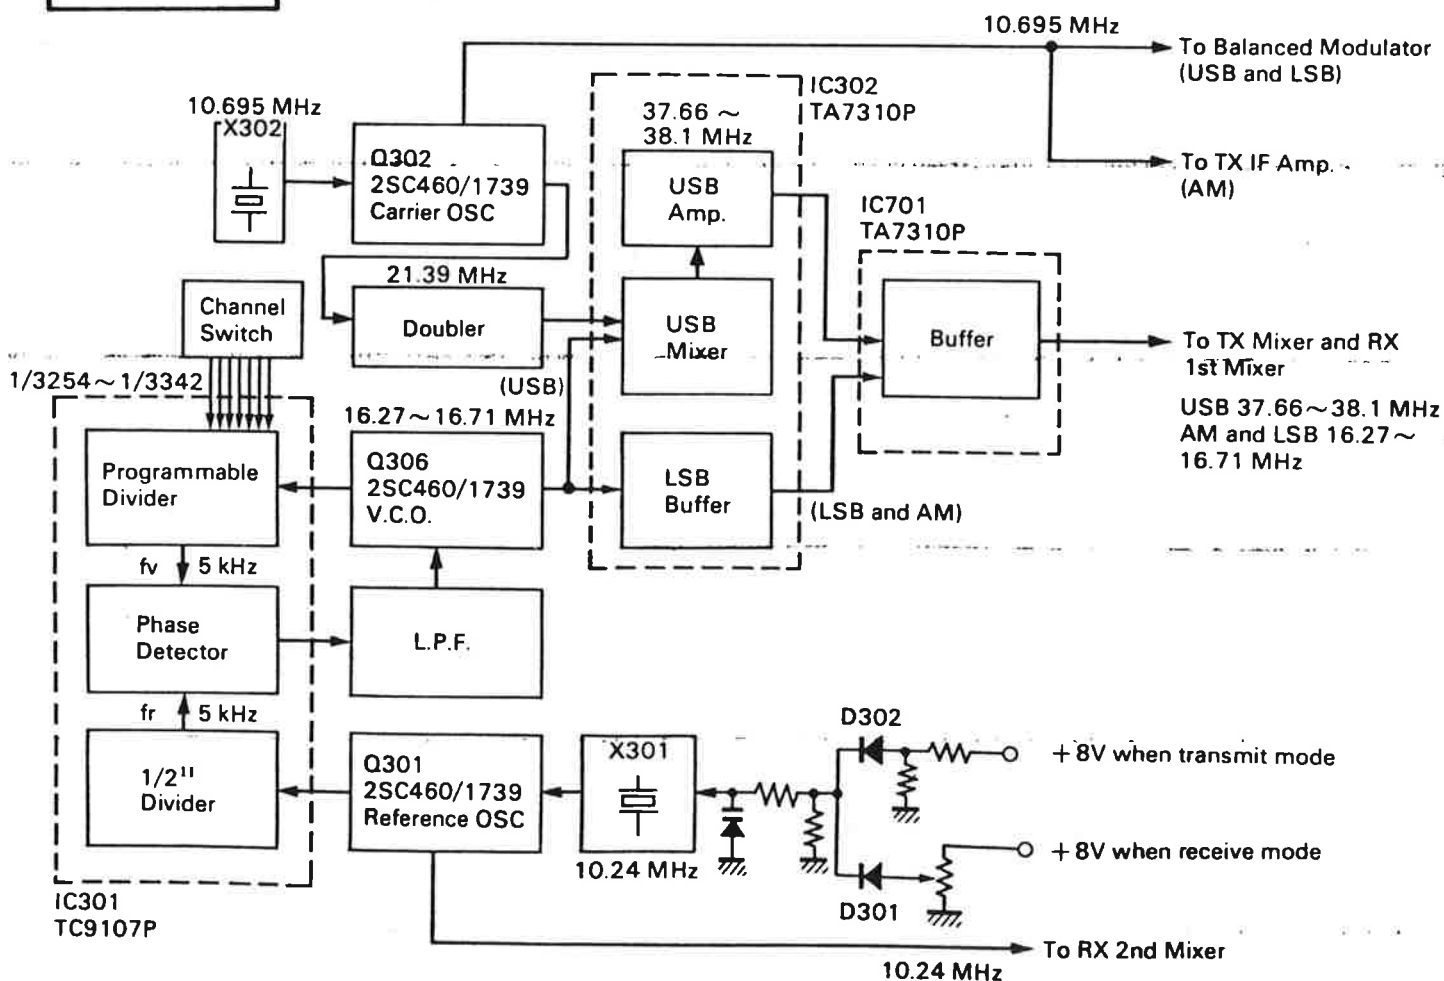 10.695 MHz
To Balanced Modulator
(USB and LSB)
To TX IF Amp.
(AM)
10.695 MHz
X302
Q302
2SC460/1739
Carrier OSC
IC302
TA7310P
37.66 ~
38.1 MHz
USB
Amp.
IC701
TA7310P
21.39 MHz
Doubler
USB
Mixer
Buffer
To TX Mixer and RX
1st Mixer
USB 37.66~38.1 MHz
AM and LSB 16.27~
16.71 MHz
Channel
Switch
1/3254~1/3342
(USB)
16.27~16.71 MHz
Programmable
Divider
Q306
2SC460/1739
V.C.O.
LSB
Buffer
(LSB and AM)
fv 5 kHz
Phase
Detector
L.P.F.
fr 5 kHz
1/2¹¹
Divider
Q301
2SC460/1739
Reference OSC
X301
10.24 MHz
D302
+8V when transmit mode
+8V when receive mode
D301
IC301
TC9107P
To RX 2nd Mixer
10.24 MHz